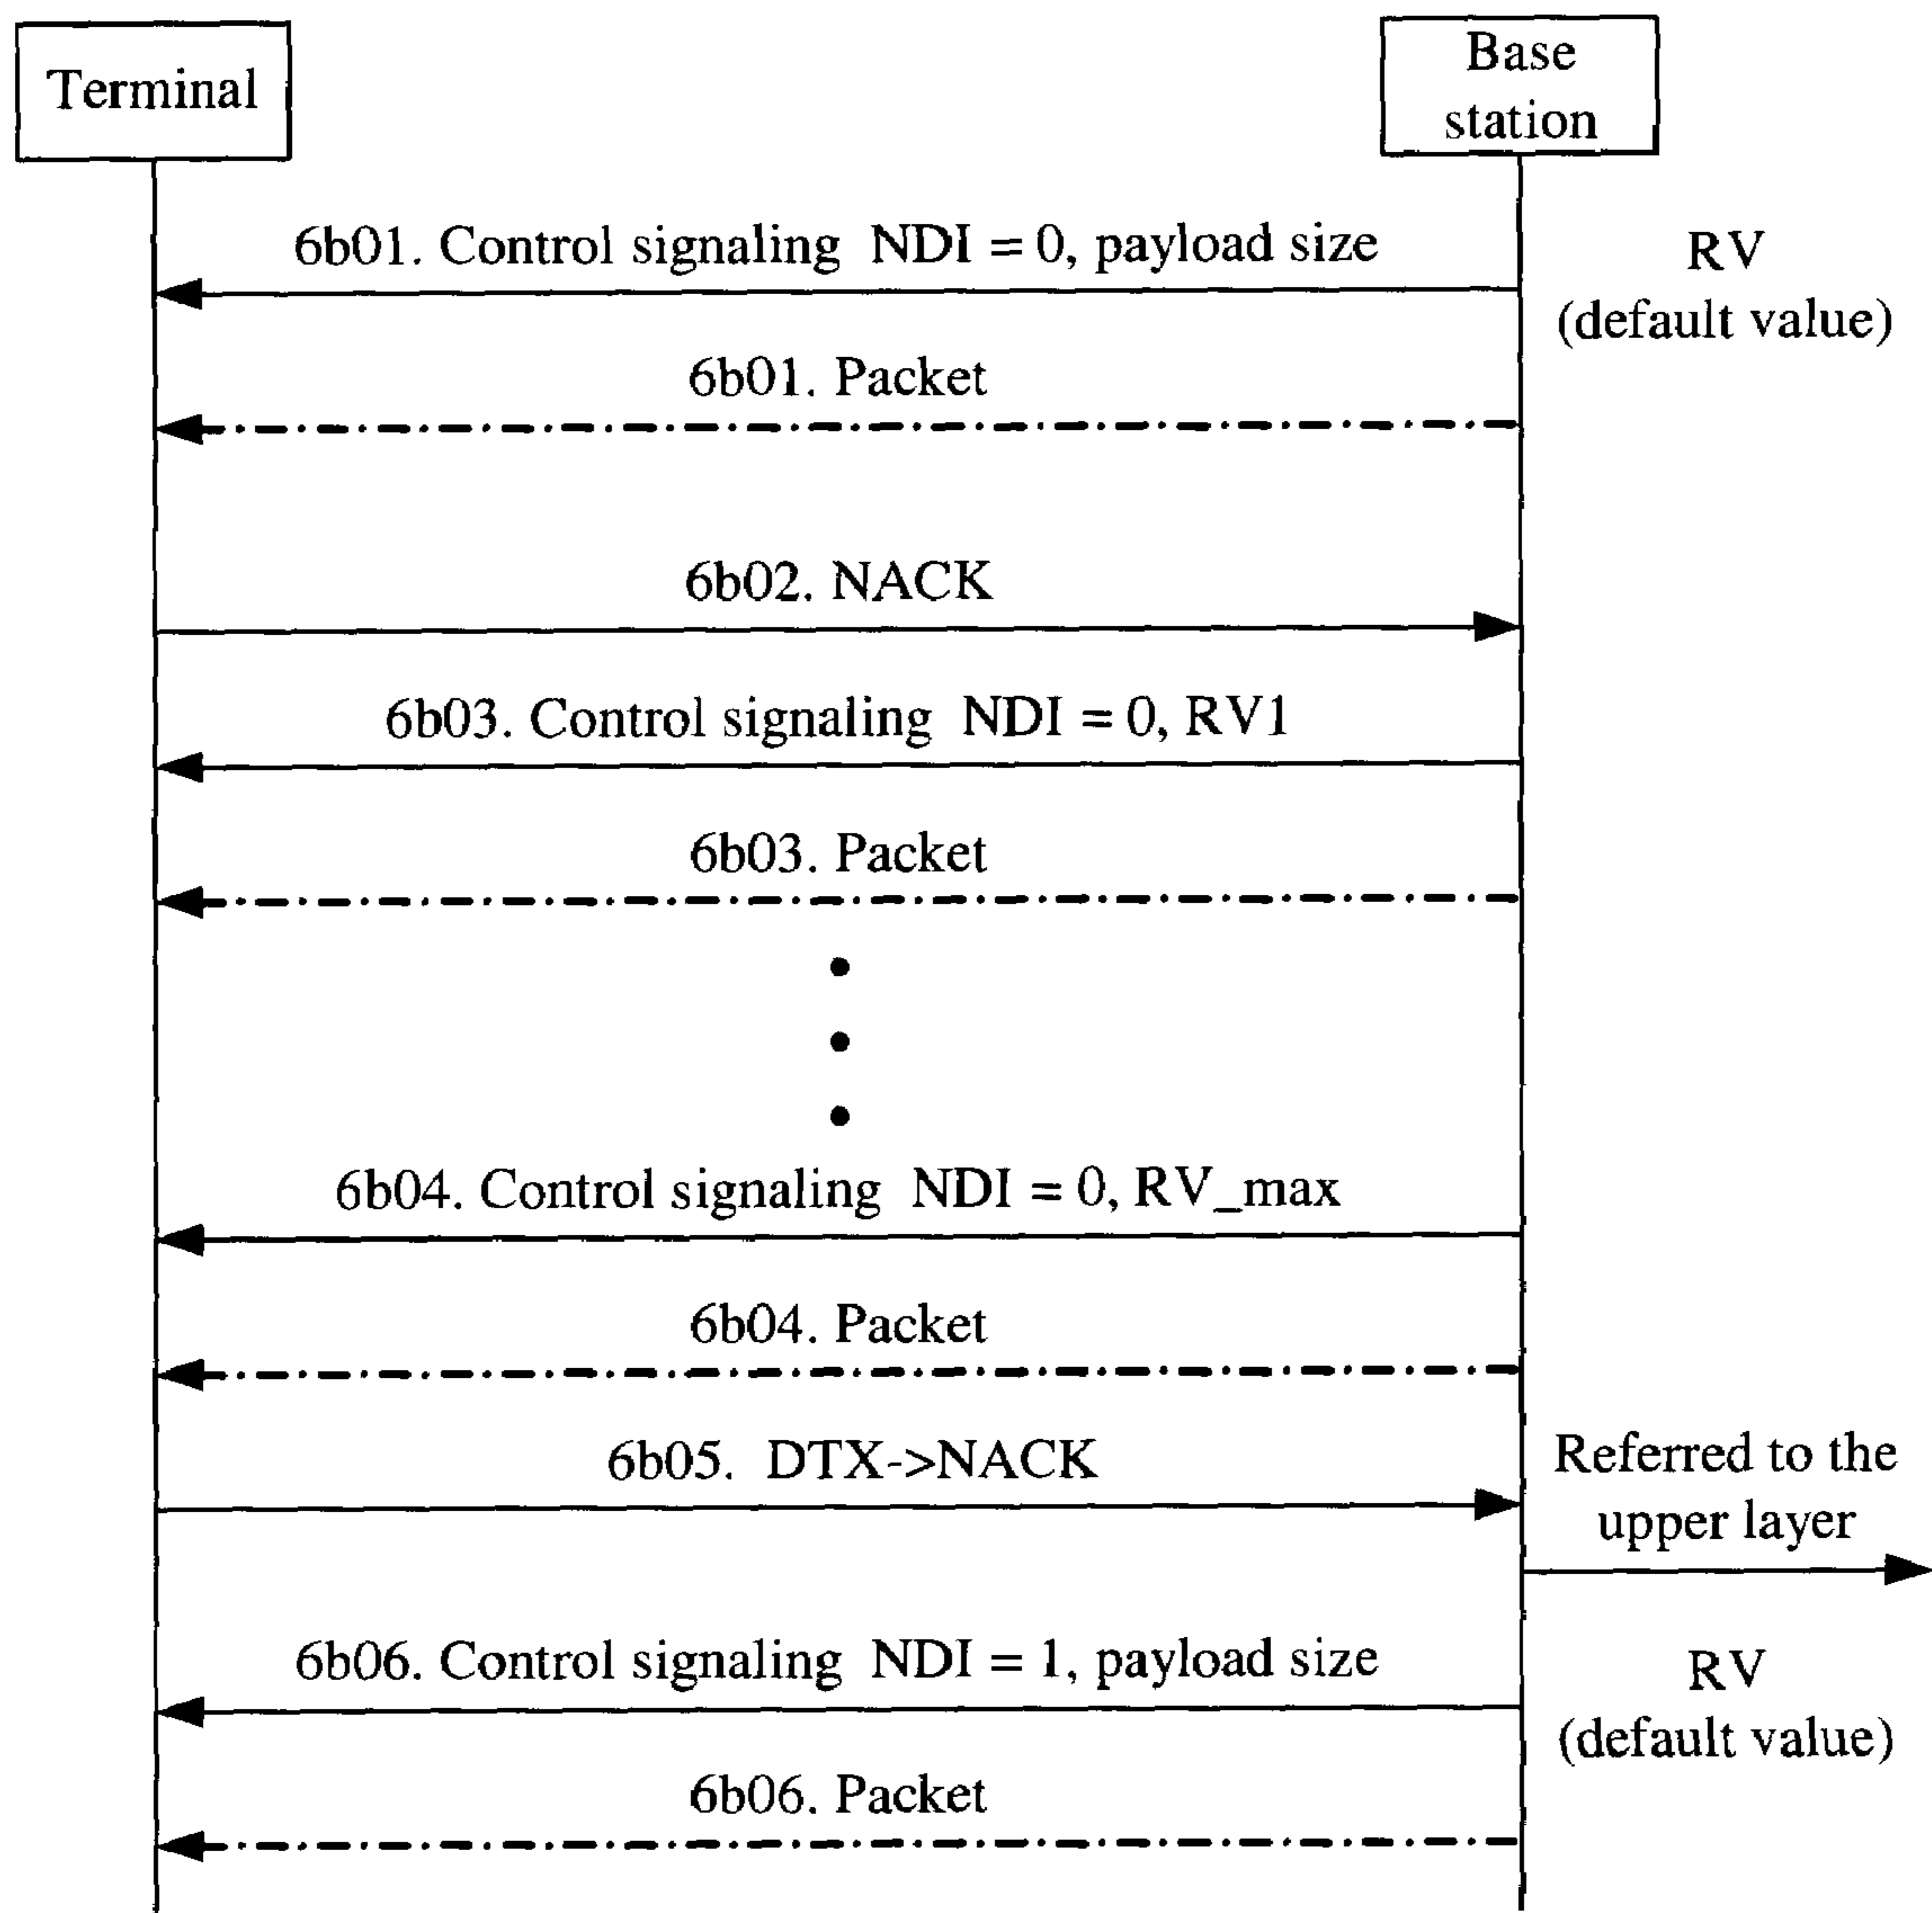 Terminal
Base
station
6b01. Control signaling NDI = 0, payload size
RV
(default value)
6b01. Packet
6b02. NACK
6b03. Control signaling NDI = 0, RV1
6b03. Packet
6b04. Control signaling NDI = 0, RV_max
6b04. Packet
6b05. DTX->NACK
Referred to the
upper layer
6b06. Control signaling NDI = 1, payload size
RV
(default value)
6b06. Packet